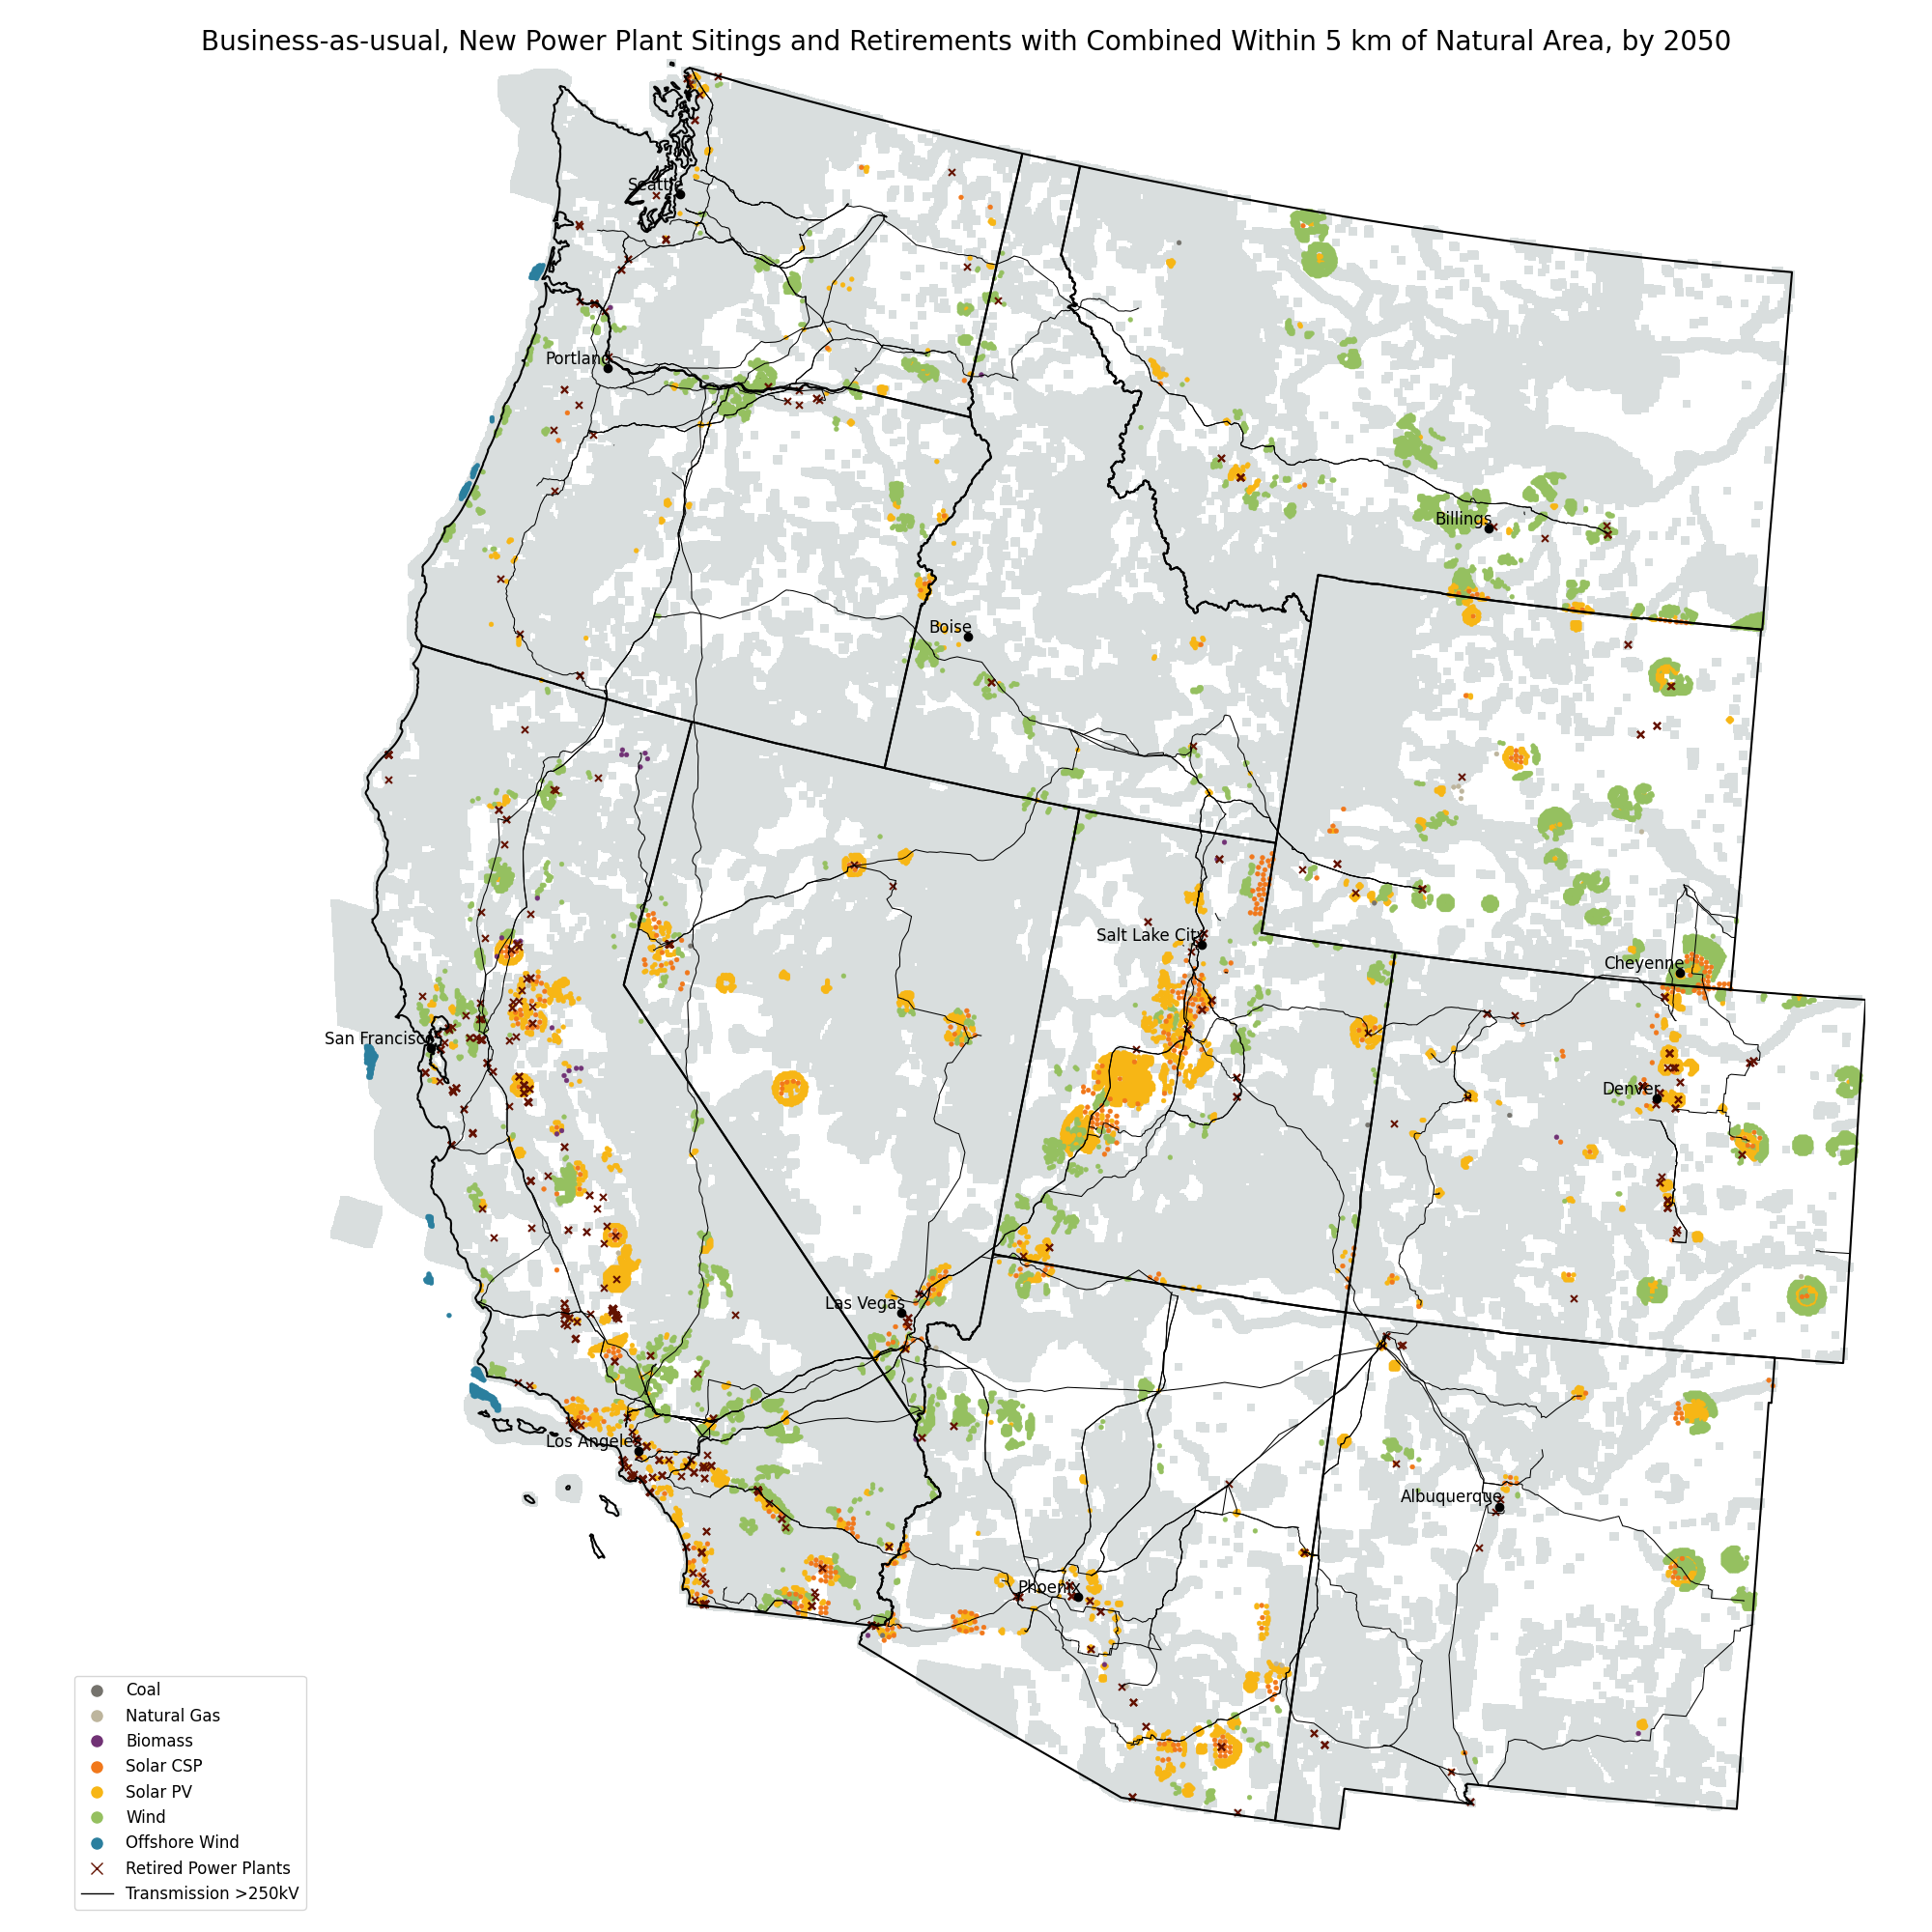 Business-as-usual, New Power Plant Sitings and Retirements with Combined Within 5 km of Natural Area, by 2050
Seattle
Portland
Billings
Boise
Salt Lake City
Cheyenne
San Francisco
Denver
Las Vegas
Los Angeles
Albuquerque
Phoenix
Coal
Natural Gas
Biomass
Solar CSP
Solar PV
Wind
Offshore Wind
Retired Power Plants
Transmission >250kV